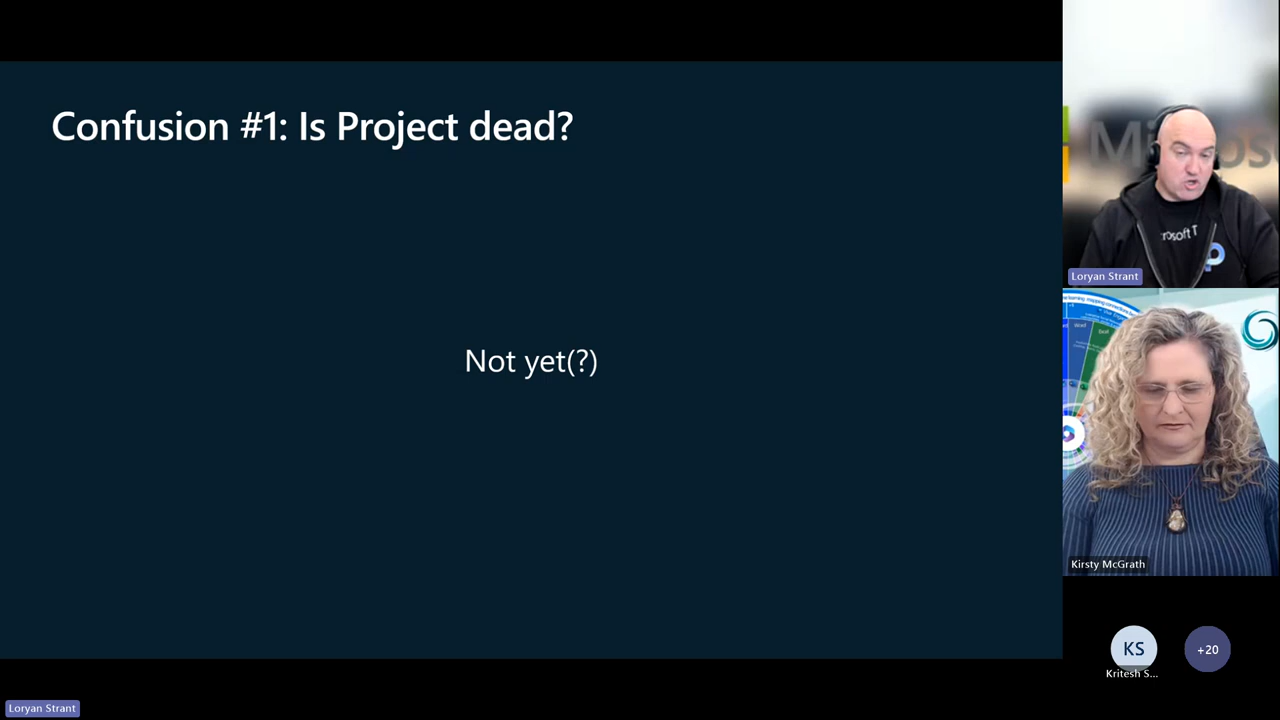 Confusion #1: Is Project dead?
Not yet(?)
Loryan Strant
Kirsty McGrath
KS
Kritesh S...
+20
Loryan Strant